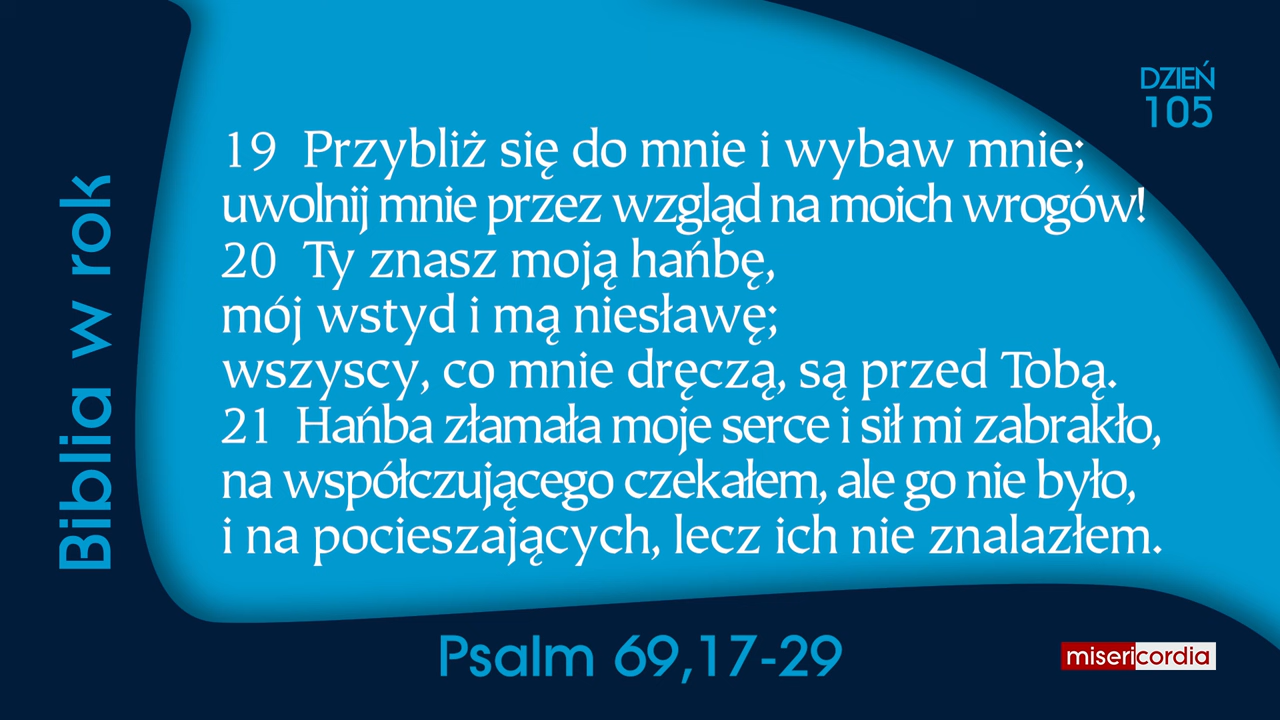 DZIEŃ
105
19 Przybliż się do mnie i wybaw mnie;
uwolnij mnie przez wzgląd na moich wrogów!
20 Ty znasz moją hańbę,
mój wstyd i mą niesławę;
wszyscy, co mnie dręczą, są przed Tobą.
21 Hańba złamała moje serce i sił mi zabrakło,
na współczującego czekałem, ale go nie było,
i na pocieszających, lecz ich nie znalazłem.
Biblia w rok
Psalm 69,17-29
misericordia